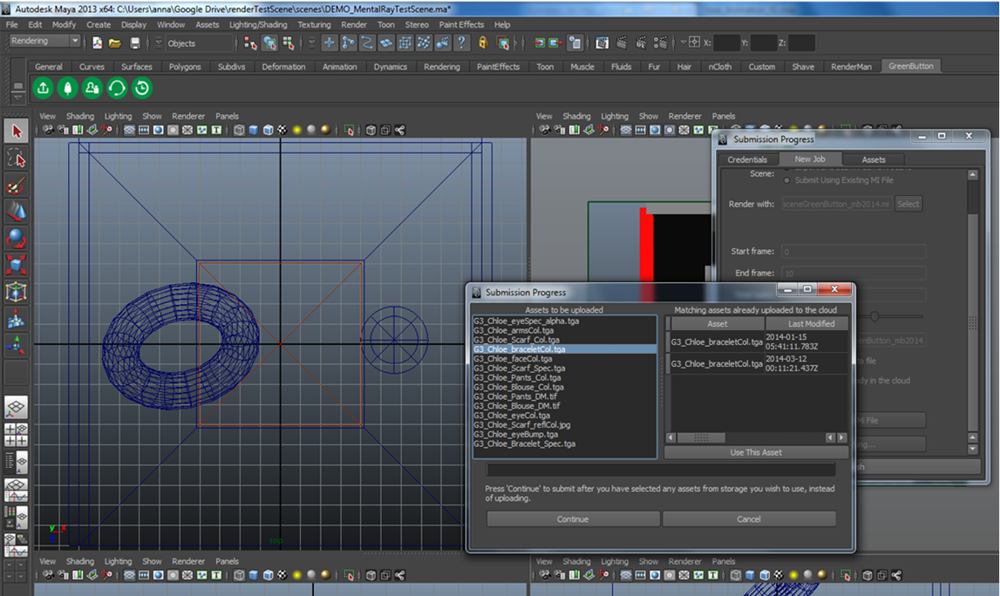 Autodesk Maya 2013 x64: C:\Users\anna\Google Drive\renderTestScene\scenes\DEMO_MentalRayTestScene.ma*
File Edit Modify Create Display Window Assets Lighting/Shading Texturing Render Toon Stereo Paint Effects Help
Rendering Objects X: Y: Z:
General Curves Surfaces Polygons Subdivs Deformation Animation Dynamics Rendering PaintEffects Toon Muscle Fluids Fur Hair nCloth Custom Shave RenderMan GreenButton
View Shading Lighting Show Renderer Panels
View Shading Lighting Show Renderer Panels
Submission Progress
Credentials New Job Assets
Scene:
Submit Using Existing MI File
Render with: sceneGreenButton_mb2014.mi Select
Start frame: 0
End frame: 10
Button_mb2014
to file
dy in the cloud
MI File
Submission Progress
Assets to be uploaded
G3_Chloe_eyeSpec_alpha.tga
G3_Chloe_armsCol.tga
G3_Chloe_Scarf_Col.tga
G3_Chloe_braceletCol.tga
G3_Chloe_faceCol.tga
G3_Chloe_Scarf_Spec.tga
G3_Chloe_Pants_Col.tga
G3_Chloe_Blouse_Col.tga
G3_Chloe_Pants_DM.tif
G3_Chloe_Blouse_DM.tif
G3_Chloe_eyeCol.tga
G3_Chloe_Scarf_reflCol.jpg
G3_Chloe_eyeBump.tga
G3_Chloe_Bracelet_Spec.tga
Matching assets already uploaded to the cloud
Asset Last Modified
G3_Chloe_braceletCol.tga 2014-01-15
05:41:11.783Z
G3_Chloe_braceletCol.tga 2014-03-12
00:11:21.437Z
Use This Asset
Press 'Continue' to submit after you have selected any assets from storage you wish to use, instead
of uploading.
Continue Cancel
y x
top
View Shading Lighting Show Renderer Panels
View Shading Lighting Show Renderer Panels